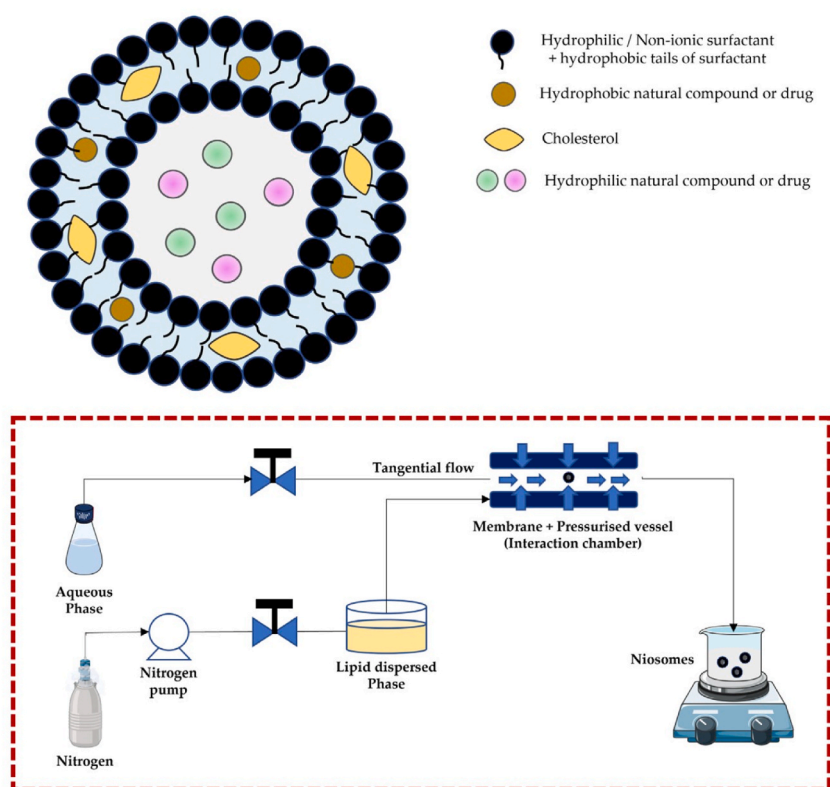 Hydrophilic / Non-ionic surfactant
+ hydrophobic tails of surfactant
Hydrophobic natural compound or drug
Cholesterol
Hydrophilic natural compound or drug
Tangential flow
Membrane + Pressurised vessel
(Interaction chamber)
Aqueous
Phase
Nitrogen
pump
Lipid dispersed
Phase
Niosomes
Nitrogen